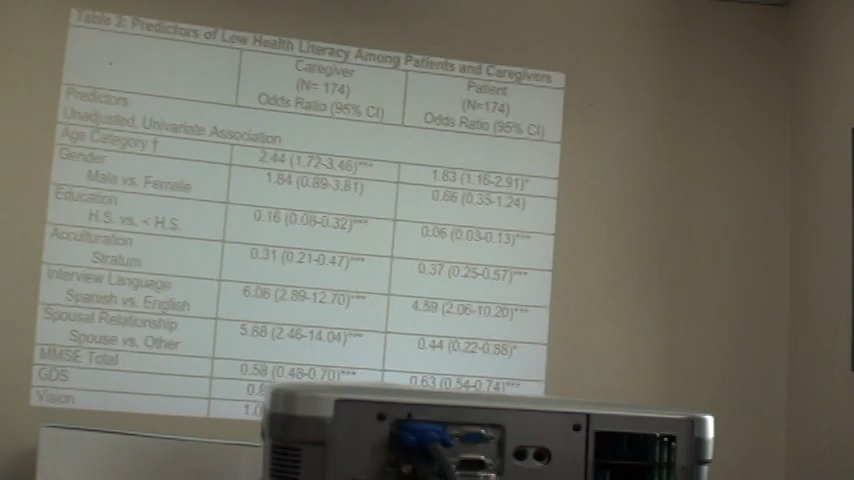 Table 3: Predictors of Low Health Literacy Among Patients and Caregivers
Predictors
Caregiver
(N= 174)
Odds Ratio (95% CI)
Patient
(N=174)
Odds Ratio (95% CI)
Unadjusted, Univariate Association
Age Category † 2.44 (1.72-3.46)*** 1.83 (1.16-2.91)*
Gender
Male vs. Female 1.84 (0.89-3.81) 0.66 (0.35-1.24)
Education
H.S. vs. < H.S. 0.16 (0.08-0.32)*** 0.06 (0.03-0.13)***
Acculturation
Stratum 0.31 (0.21-0.47)*** 0.37 (0.25-0.57)***
Interview Language
Spanish vs. English 6.06 (2.89-12.70)*** 4.59 (2.06-10.20)***
Spousal Relationship
Spouse vs. Other 5.88 (2.46-14.04)*** 0.44 (0.22-0.88)*
MMSE Total 0.58 (0.48-0.70)*** 0.63 (0.54-0.74)***
GDS
Vision